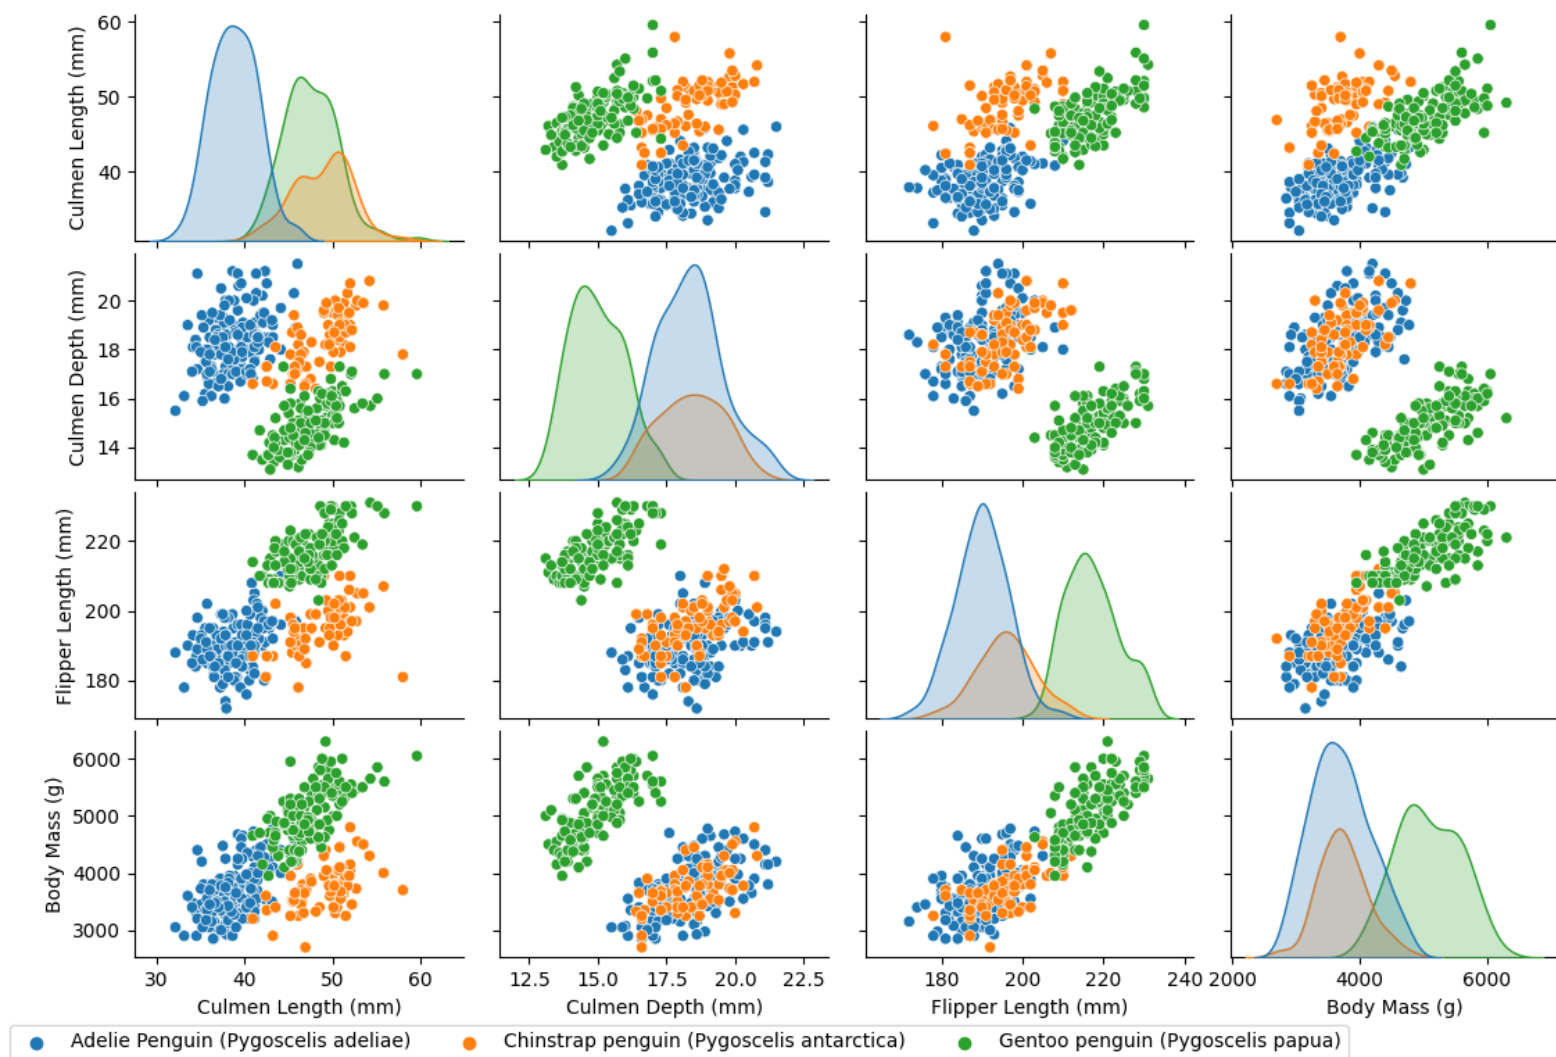 Culmen Length (mm)
60
50
40
Culmen Depth (mm)
20
18
16
14
Flipper Length (mm)
220
200
180
Body Mass (g)
6000
5000
4000
3000
30 40 50 60
12.5 15.0 17.5 20.0 22.5
180 200 220 240
2000 4000 6000
Culmen Length (mm)
Culmen Depth (mm)
Flipper Length (mm)
Body Mass (g)
Adelie Penguin (Pygoscelis adeliae)
Chinstrap penguin (Pygoscelis antarctica)
Gentoo penguin (Pygoscelis papua)